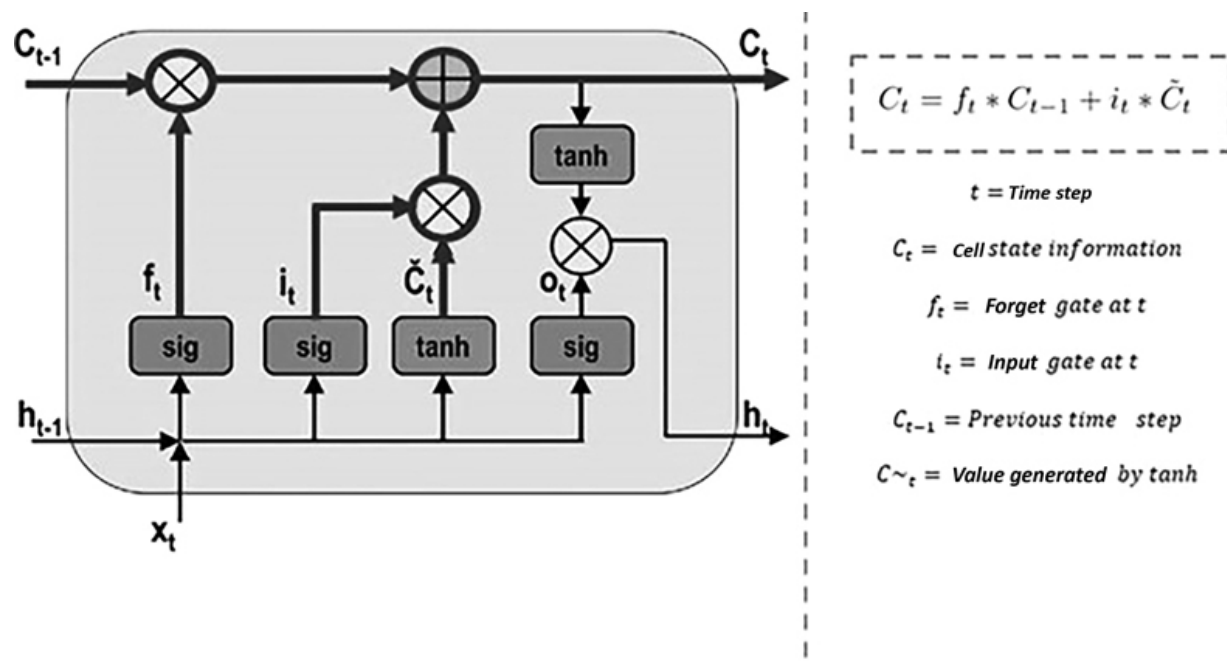 C_{t-1}
C_t
tanh
f_t
i_t
Č_t
o_t
sig
sig
tanh
sig
h_{t-1}
h_t
x_t
C_t = f_t * C_{t-1} + i_t * C̃_t
t = Time step
C_t = Cell state information
f_t = Forget gate at t
i_t = Input gate at t
C_{t-1} = Previous time step
C~_t = Value generated by tanh